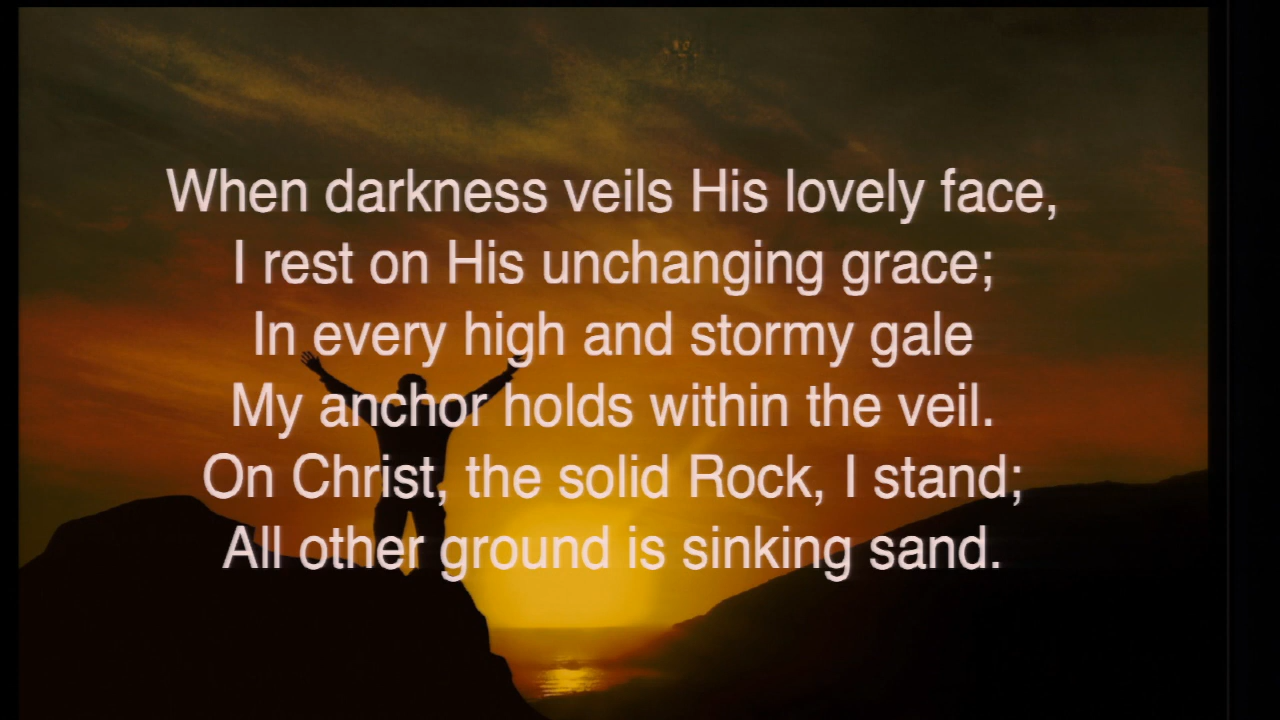 When darkness veils His lovely face,
I rest on His unchanging grace;
In every high and stormy gale
My anchor holds within the veil.
On Christ, the solid Rock, I stand;
All other ground is sinking sand.